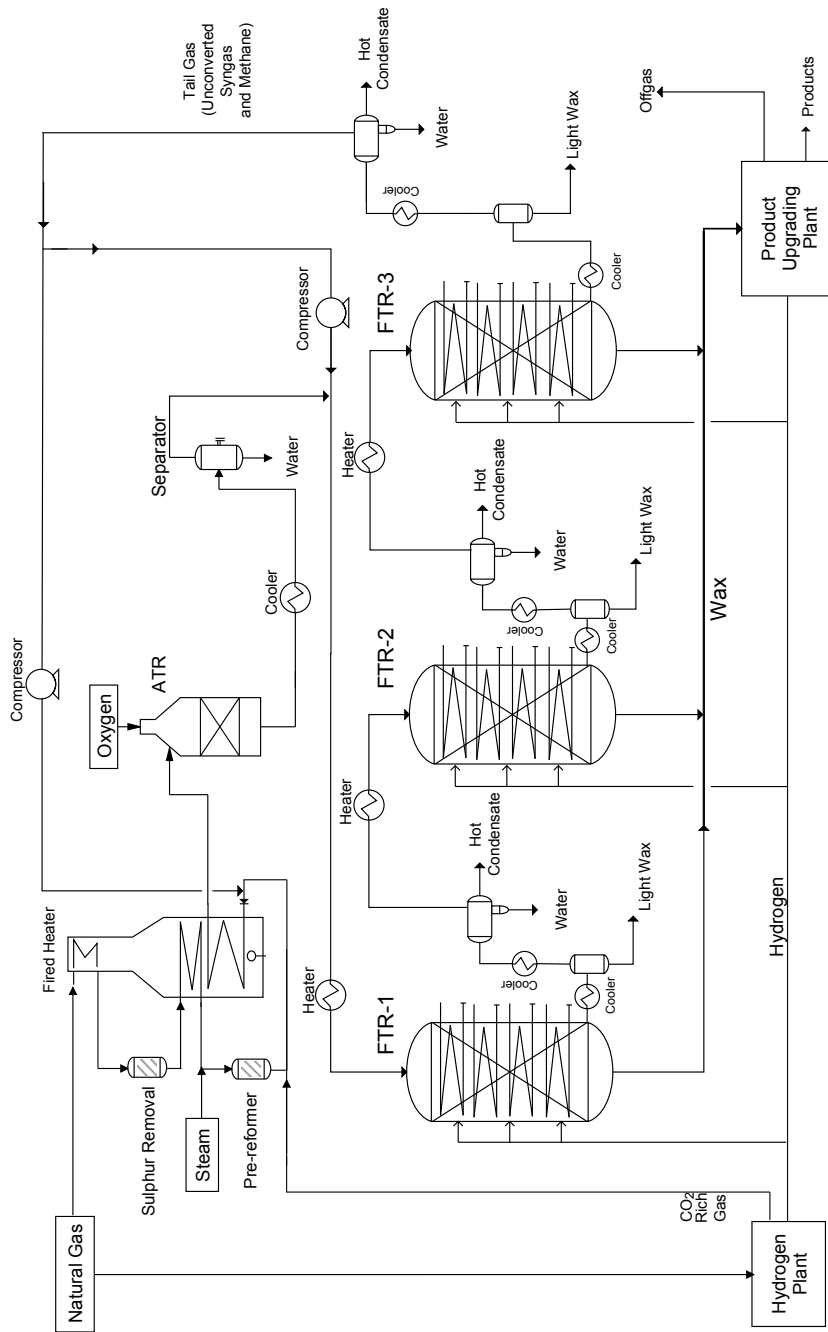 Natural Gas
Sulphur Removal
Steam
Pre-reformer
Fired Heater
Oxygen
ATR
Cooler
Compressor
Separator
Water
Compressor
Tail Gas
(Unconverted
Syngas
and Methane)
Hot
Condensate
Water
Cooler
Light Wax
Cooler
Heater
FTR-1
Cooler
Cooler
Light Wax
Water
Hot
Condensate
Heater
FTR-2
Cooler
Cooler
Light Wax
Water
Hot
Condensate
Heater
FTR-3
Offgas
Products
Product
Upgrading
Plant
Wax
Hydrogen
CO2
Rich
Gas
Hydrogen
Plant